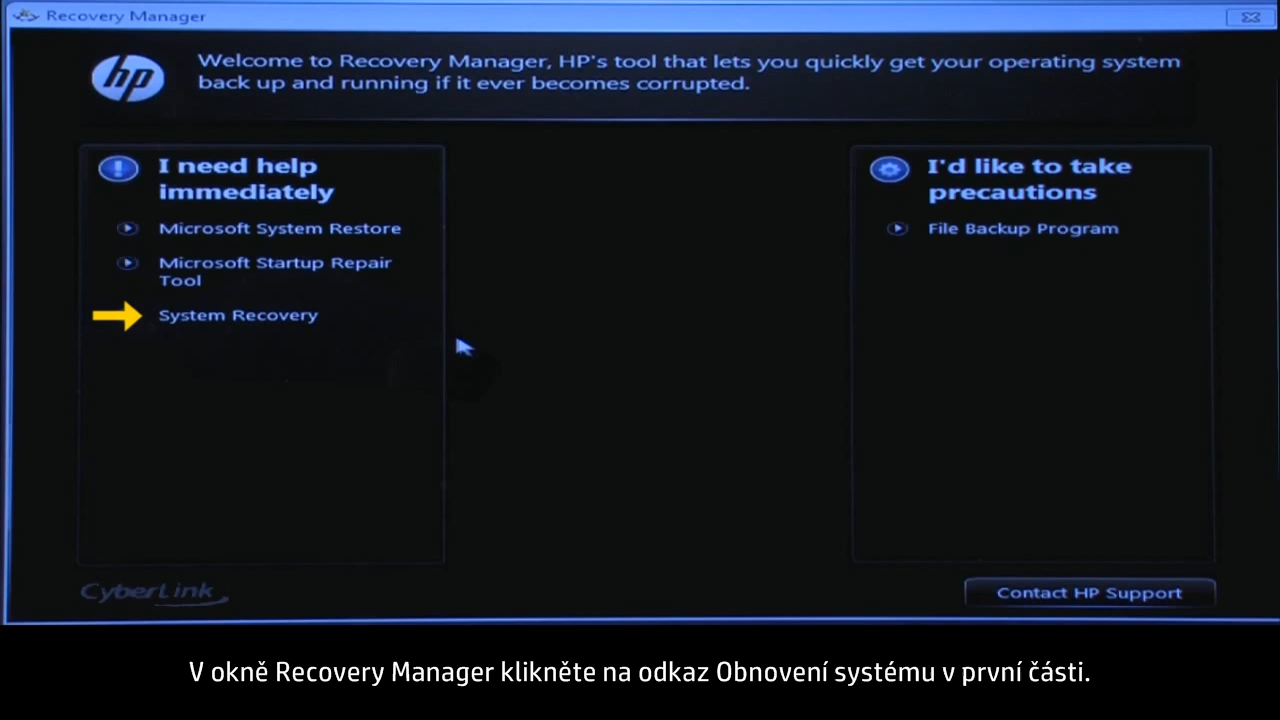 Recovery Manager
hp
Welcome to Recovery Manager, HP's tool that lets you quickly get your operating system
back up and running if it ever becomes corrupted.
I need help
immediately
Microsoft System Restore
Microsoft Startup Repair
Tool
System Recovery
I'd like to take
precautions
File Backup Program
CyberLink
Contact HP Support
V okně Recovery Manager klikněte na odkaz Obnovení systému v první části.